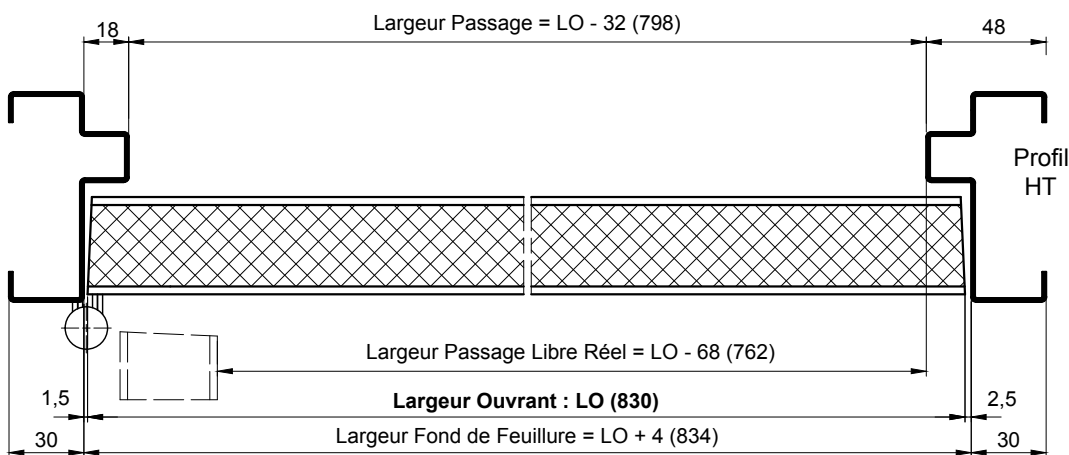 Largeur Passage = LO - 32 (798)
18
48
Profil
HT
Largeur Passage Libre Réel = LO - 68 (762)
1,5
Largeur Ouvrant : LO (830)
2,5
30
Largeur Fond de Feuillure = LO + 4 (834)
30